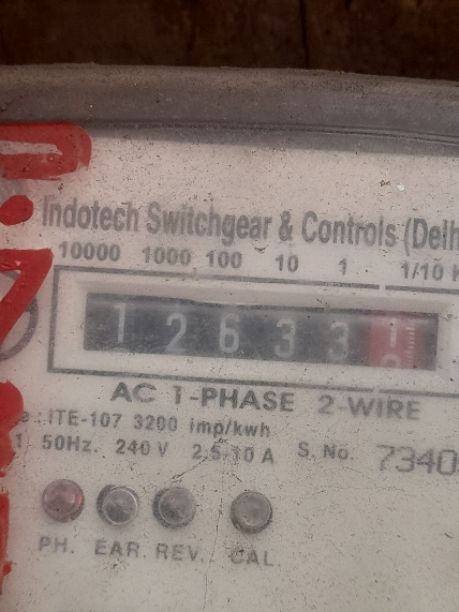 Indotech Switchgear & Controls (Delh
10000 1000 100 10 1 1/10
1 2 6 3 3 1
AC 1-PHASE 2-WIRE
: ITE-107 3200 imp/kwh
50Hz. 240 V 2.5-10 A S. No. 7340
PH. EAR. REV. CAL